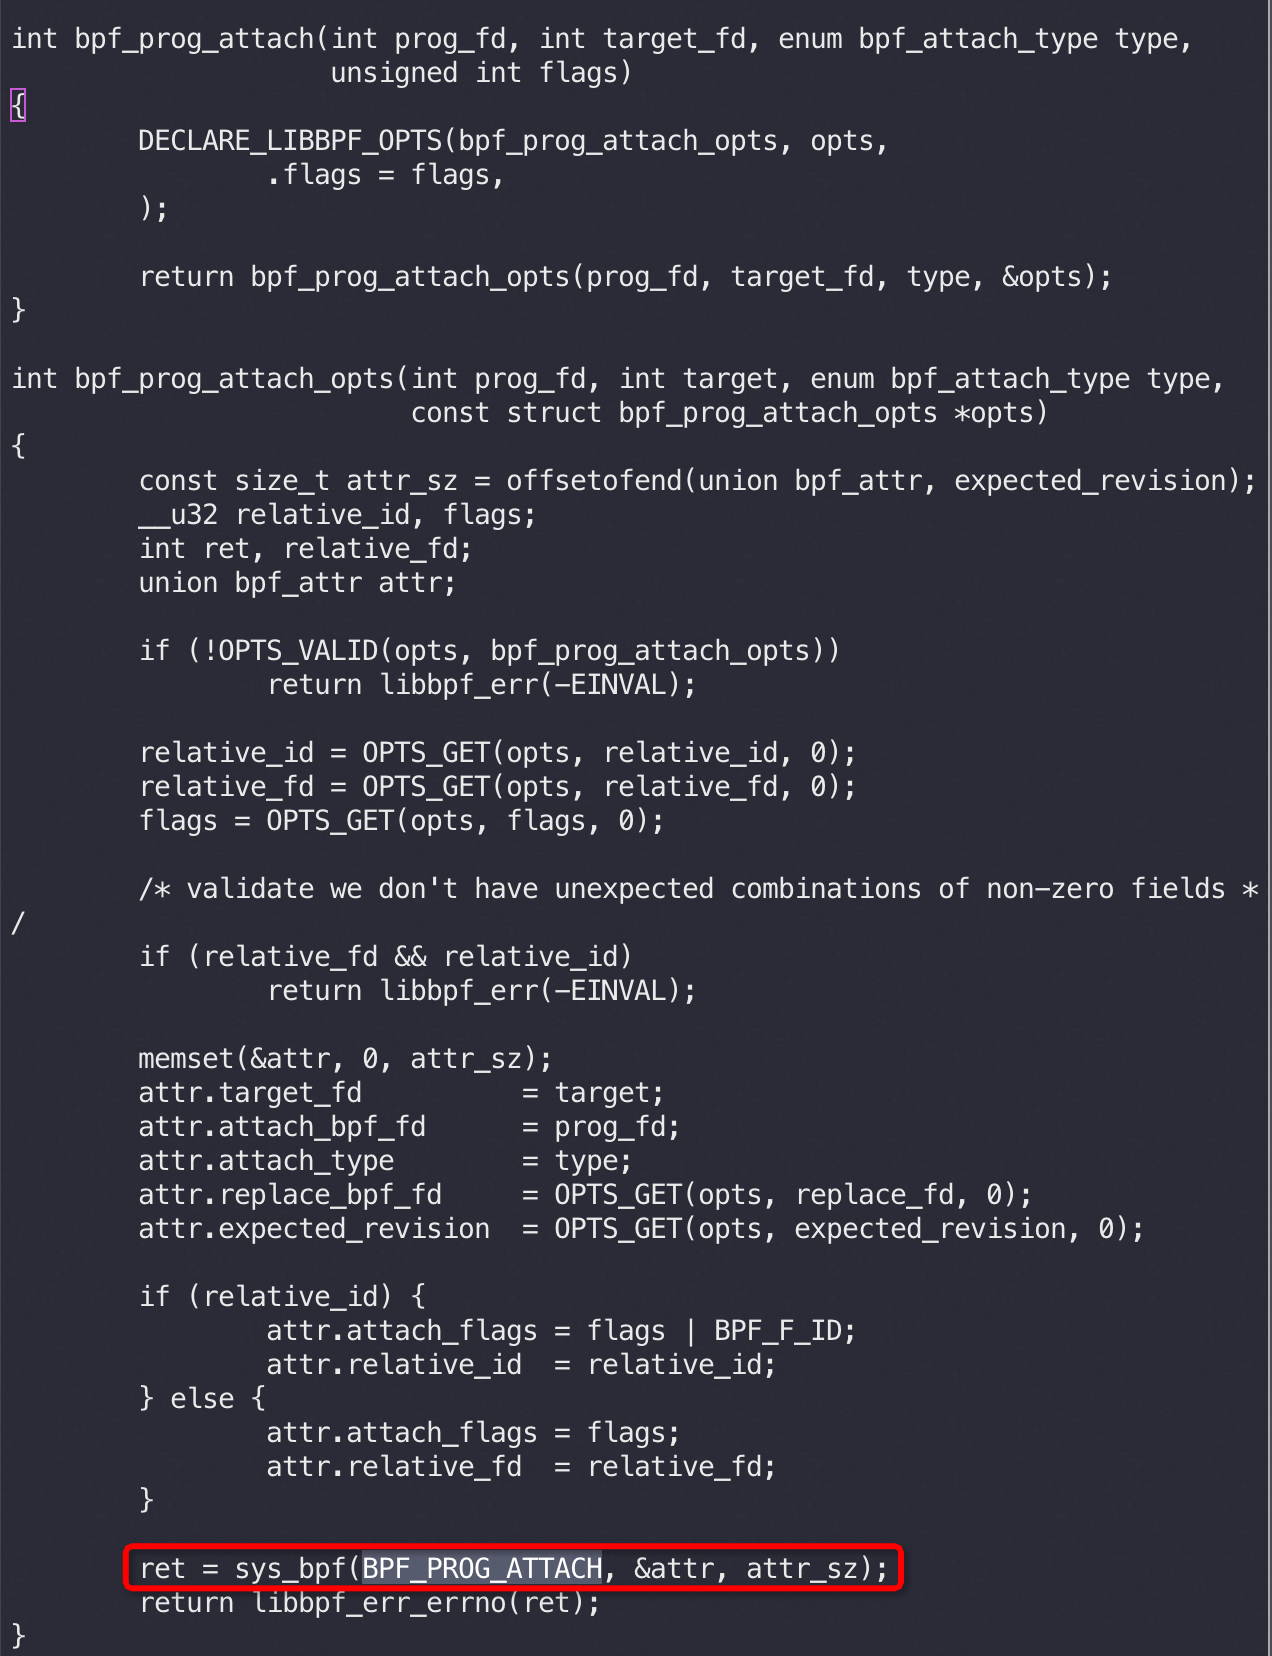 int bpf_prog_attach(int prog_fd, int target_fd, enum bpf_attach_type type,
                    unsigned int flags)
{
        DECLARE_LIBBPF_OPTS(bpf_prog_attach_opts, opts,
                .flags = flags,
        );

        return bpf_prog_attach_opts(prog_fd, target_fd, type, &opts);
}

int bpf_prog_attach_opts(int prog_fd, int target, enum bpf_attach_type type,
                         const struct bpf_prog_attach_opts *opts)
{
        const size_t attr_sz = offsetofend(union bpf_attr, expected_revision);
        __u32 relative_id, flags;
        int ret, relative_fd;
        union bpf_attr attr;

        if (!OPTS_VALID(opts, bpf_prog_attach_opts))
                return libbpf_err(-EINVAL);

        relative_id = OPTS_GET(opts, relative_id, 0);
        relative_fd = OPTS_GET(opts, relative_fd, 0);
        flags = OPTS_GET(opts, flags, 0);

        /* validate we don't have unexpected combinations of non-zero fields *
/
        if (relative_fd && relative_id)
                return libbpf_err(-EINVAL);

        memset(&attr, 0, attr_sz);
        attr.target_fd          = target;
        attr.attach_bpf_fd      = prog_fd;
        attr.attach_type        = type;
        attr.replace_bpf_fd     = OPTS_GET(opts, replace_fd, 0);
        attr.expected_revision  = OPTS_GET(opts, expected_revision, 0);

        if (relative_id) {
                attr.attach_flags = flags | BPF_F_ID;
                attr.relative_id  = relative_id;
        } else {
                attr.attach_flags = flags;
                attr.relative_fd  = relative_fd;
        }

        ret = sys_bpf(BPF_PROG_ATTACH, &attr, attr_sz);
        return libbpf_err_errno(ret);
}